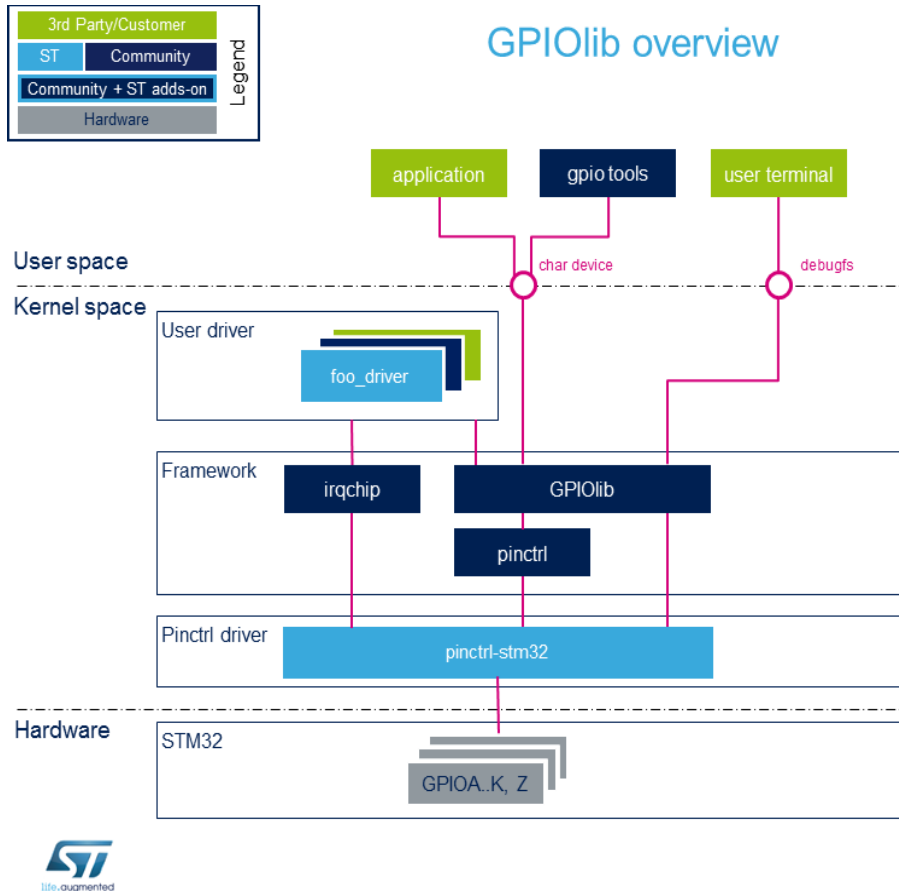 3rd Party/Customer
ST
Community
Community + ST adds-on
Hardware
Legend
GPIOlib overview
application
gpio tools
user terminal
User space
char device
debugfs
Kernel space
User driver
foo_driver
Framework
irqchip
GPIOlib
pinctrl
Pinctrl driver
pinctrl-stm32
Hardware
STM32
GPIOA..K, Z
ST
life.augmented